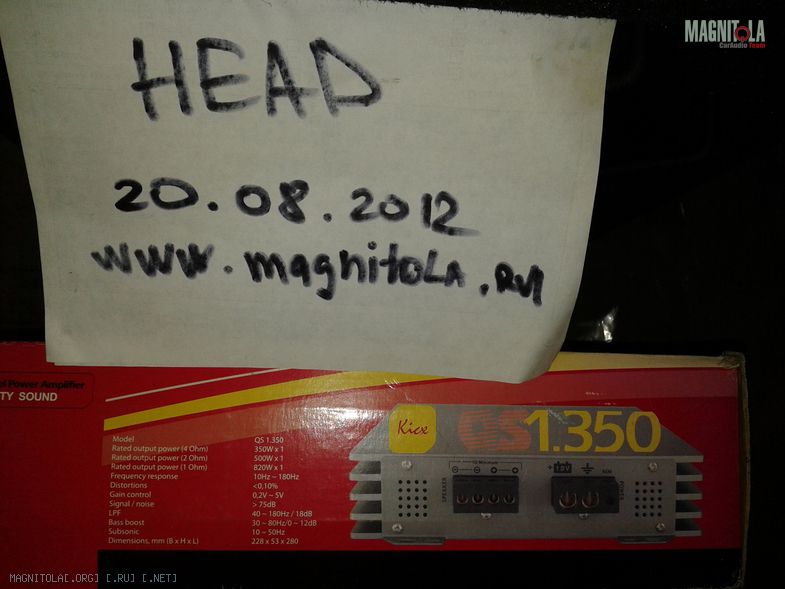 MAGNITOLA
CarAudio Team
HEAD
20.08.2012
www.magnitola.ru
el Power Amplifier
TY SOUND
Model QS 1.350
Rated output power (4 Ohm) 350W x 1
Rated output power (2 Ohm) 500W x 1
Rated output power (1 Ohm) 820W x 1
Frequency response 10Hz ~ 180Hz
Distortions <0,10%
Gain control 0,2V ~ 5V
Signal / noise > 75dB
LPF 40 ~ 180Hz / 18dB
Bass boost 30 ~ 80Hz/0 ~ 12dB
Subsonic 10 ~ 50Hz
Dimensions, mm (B x H x L) 228 x 53 x 280
Kicx QS1.350
SPEAKER
+12V
REM
POWER
MAGNITOLA[.ORG] [.RU] [.NET]